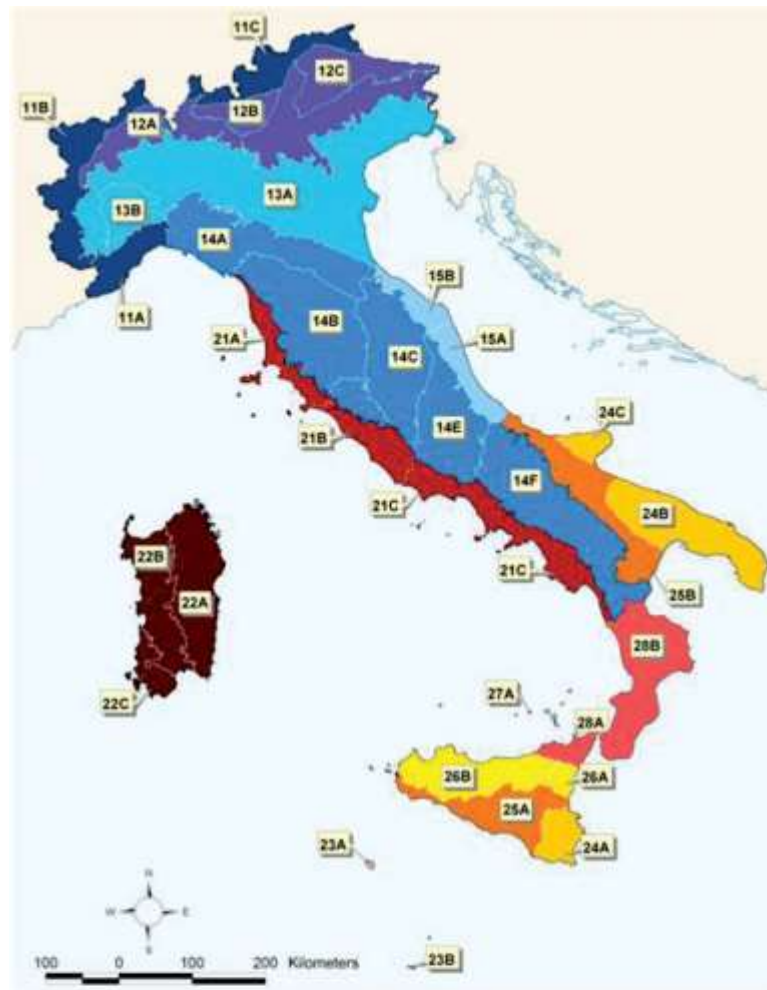 11C
12C
11B
12A
12B
13A
13B
14A
15B
11A
14B
21A
14C
15A
24C
21B
14E
14F
21C
24B
22B
21C
25B
22A
28B
22C
27A
28A
26B
26A
25A
23A
24A
N
W E
S
23B
100 0 100 200 Kilometers